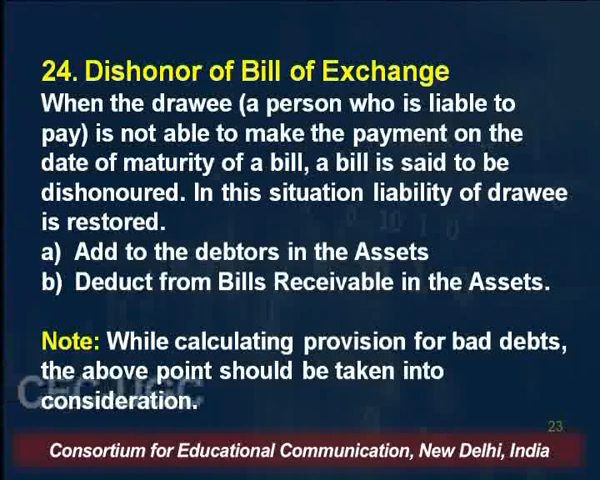 24. Dishonor of Bill of Exchange
When the drawee (a person who is liable to
pay) is not able to make the payment on the
date of maturity of a bill, a bill is said to be
dishonoured. In this situation liability of drawee
is restored.
a) Add to the debtors in the Assets
b) Deduct from Bills Receivable in the Assets.
Note: While calculating provision for bad debts,
the above point should be taken into
CEC-UGC
consideration.
23
Consortium for Educational Communication, New Delhi, India